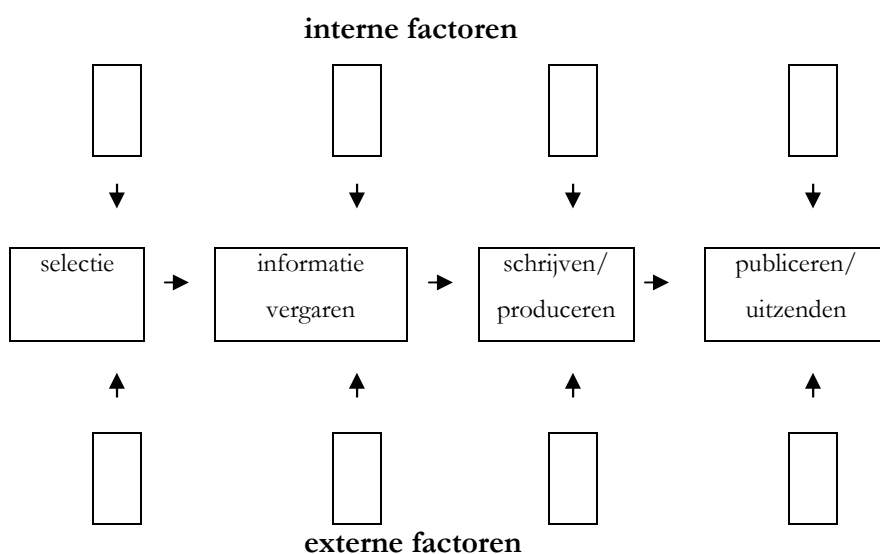 interne factoren
selectie
informatie
vergaren
schrijven/
produceren
publiceren/
uitzenden
externe factoren